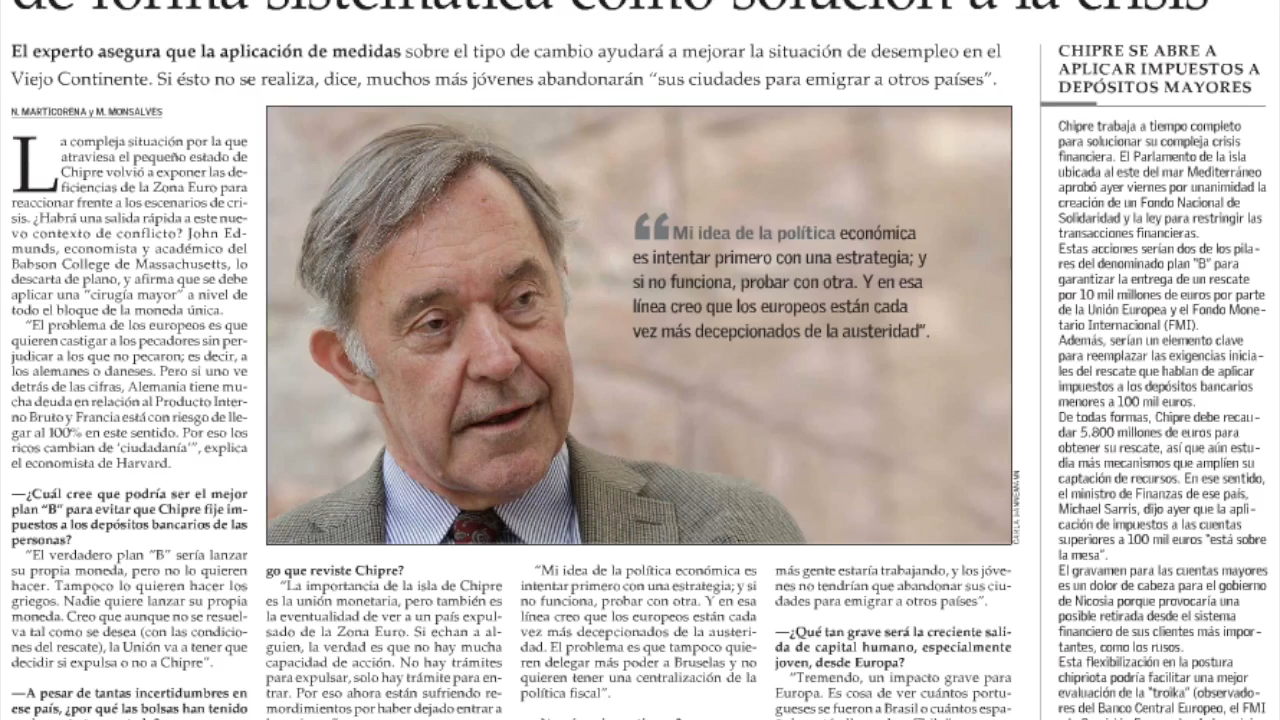 de forma sistemática como solución a la crisis
El experto asegura que la aplicación de medidas sobre el tipo de cambio ayudará a mejorar la situación de desempleo en el
Viejo Continente. Si ésto no se realiza, dice, muchos más jóvenes abandonarán “sus ciudades para emigrar a otros países”.
N. MARTICORENA y M. MONSALVES
La compleja situación por la que
atraviesa el pequeño estado de
Chipre volvió a exponer las de-
ficiencias de la Zona Euro para
reaccionar frente a los escenarios de cri-
sis. ¿Habrá una salida rápida a este nue-
vo contexto de conflicto? John Ed-
munds, economista y académico del
Babson College de Massachusetts, lo
descarta de plano, y afirma que se debe
aplicar una “cirugía mayor” a nivel de
todo el bloque de la moneda única.
“El problema de los europeos es que
quieren castigar a los pecadores sin per-
judicar a los que no pecaron; es decir, a
los alemanes o daneses. Pero si uno ve
detrás de las cifras, Alemania tiene mu-
cha deuda en relación al Producto Inter-
no Bruto y Francia está con riesgo de lle-
gar al 100% en este sentido. Por eso los
ricos cambian de ‘ciudadanía’”, explica
el economista de Harvard.
—¿Cuál cree que podría ser el mejor
plan “B” para evitar que Chipre fije im-
puestos a los depósitos bancarios de las
personas?
“El verdadero plan “B” sería lanzar
su propia moneda, pero no lo quieren
hacer. Tampoco lo quieren hacer los
griegos. Nadie quiere lanzar su propia
moneda. Creo que aunque no se resuel-
va tal como se desea (con las condicio-
nes del rescate), la Unión va a tener que
decidir si expulsa o no a Chipre”.
—A pesar de tantas incertidumbres en
ese país, ¿por qué las bolsas han tenido
“Mi idea de la política económica
es intentar primero con una estrategia; y
si no funciona, probar con otra. Y en esa
línea creo que los europeos están cada
vez más decepcionados de la austeridad”.
CARLA DANNEMANN
go que reviste Chipre?
“La importancia de la isla de Chipre
es la unión monetaria, pero también es
la eventualidad de ver a un país expul-
sado de la Zona Euro. Si echan a al-
guien, la verdad es que no hay mucha
capacidad de acción. No hay trámites
para expulsar, solo hay trámite para en-
trar. Por eso ahora están sufriendo re-
mordimientos por haber dejado entrar a
“Mi idea de la política económica es
intentar primero con una estrategia; y si
no funciona, probar con otra. Y en esa
línea creo que los europeos están cada
vez más decepcionados de la austeri-
dad. El problema es que tampoco quie-
ren delegar más poder a Bruselas y no
quieren tener una centralización de la
política fiscal”.
más gente estaría trabajando, y los jóve-
nes no tendrían que abandonar sus ciu-
dades para emigrar a otros países”.
—¿Qué tan grave será la creciente sali-
da de capital humano, especialmente
joven, desde Europa?
“Tremendo, un impacto grave para
Europa. Es cosa de ver cuántos portu-
gueses se fueron a Brasil o cuántos espa-
CHIPRE SE ABRE A
APLICAR IMPUESTOS A
DEPÓSITOS MAYORES
Chipre trabaja a tiempo completo
para solucionar su compleja crisis
financiera. El Parlamento de la isla
ubicada al este del mar Mediterráneo
aprobó ayer viernes por unanimidad la
creación de un Fondo Nacional de
Solidaridad y la ley para restringir las
transacciones financieras.
Estas acciones serían dos de los pila-
res del denominado plan “B” para
garantizar la entrega de un rescate
por 10 mil millones de euros por parte
de la Unión Europea y el Fondo Mone-
tario Internacional (FMI).
Además, serían un elemento clave
para reemplazar las exigencias inicia-
les del rescate que hablan de aplicar
impuestos a los depósitos bancarios
menores a 100 mil euros.
De todas formas, Chipre debe recau-
dar 5.800 millones de euros para
obtener su rescate, así que aún estu-
dia más mecanismos que amplíen su
captación de recursos. En ese sentido,
el ministro de Finanzas de ese país,
Michael Sarris, dijo ayer que la apli-
cación de impuestos a las cuentas
superiores a 100 mil euros “está sobre
la mesa”.
El gravamen para las cuentas mayores
es un dolor de cabeza para el gobierno
de Nicosia porque provocaría una
posible retirada desde el sistema
financiero de sus clientes más impor-
tantes, como los rusos.
Esta flexibilización en la postura
chipriota podría facilitar una mejor
evaluación de la “troika” (observado-
res del Banco Central Europeo, el FMI